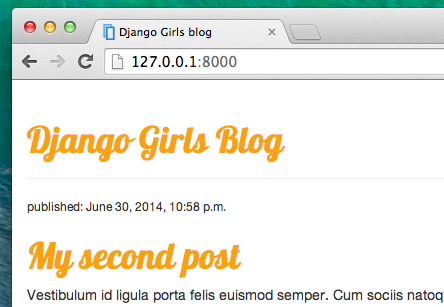 Django Girls blog
127.0.0.1:8000
Django Girls Blog
published: June 30, 2014, 10:58 p.m.
My second post
Vestibulum id ligula porta felis euismod semper. Cum sociis natoc